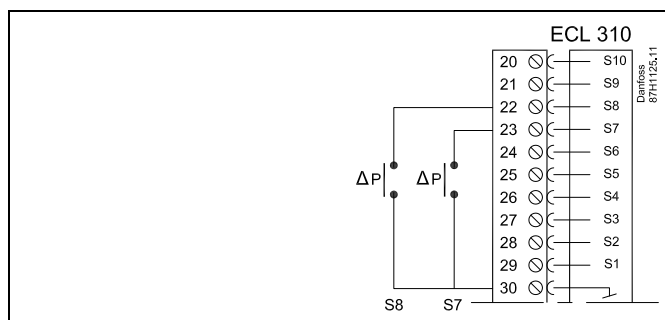 ECL 310
20 S10
21 S9
22 S8
23 S7
24 S6
25 S5
26 S4
27 S3
28 S2
29 S1
30
ΔP ΔP
S8 S7
Danfoss
87H1125.11